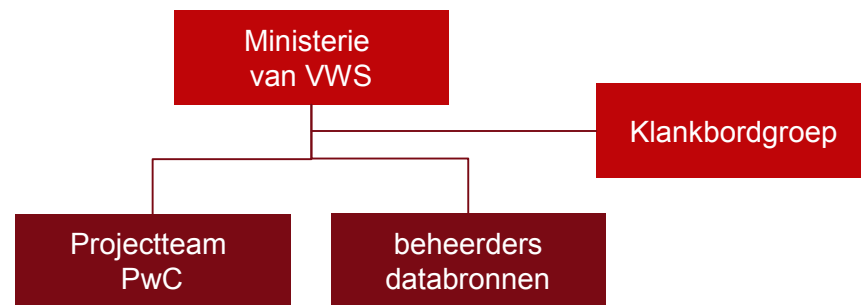 Ministerie
van VWS
Klankbordgroep
Projectteam
PwC
beheerders
databronnen